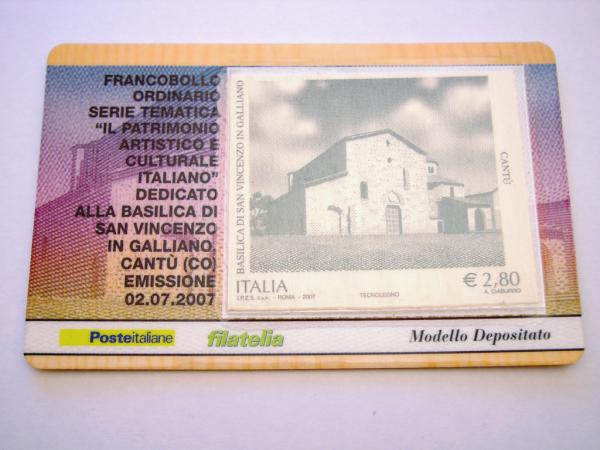 FRANCOBOLLO
ORDINARIO
SERIE TEMATICA
“IL PATRIMONIO
ARTISTICO E
CULTURALE
ITALIANO”
DEDICATO
ALLA BASILICA DI
SAN VINCENZO
IN GALLIANO,
CANTÙ (CO)
EMISSIONE
02.07.2007
BASILICA DI SAN VINCENZO IN GALLIANO
CANTÙ
ITALIA
€ 2,80
I.P.Z.S. S.p.A. - ROMA - 2007
TECNOLEGNO
A. CIABURRO
Posteitaliane
filatelia
Modello Depositato